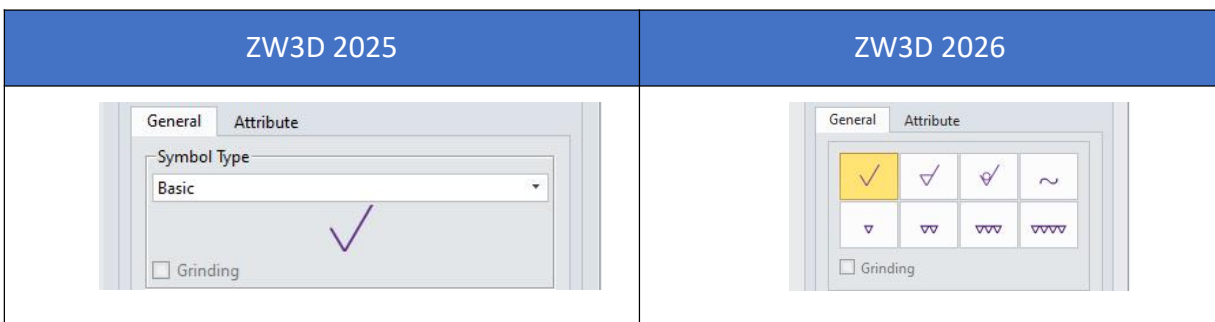 ZW3D 2025
ZW3D 2026
General Attribute
Symbol Type
Basic
Grinding
General Attribute
Grinding